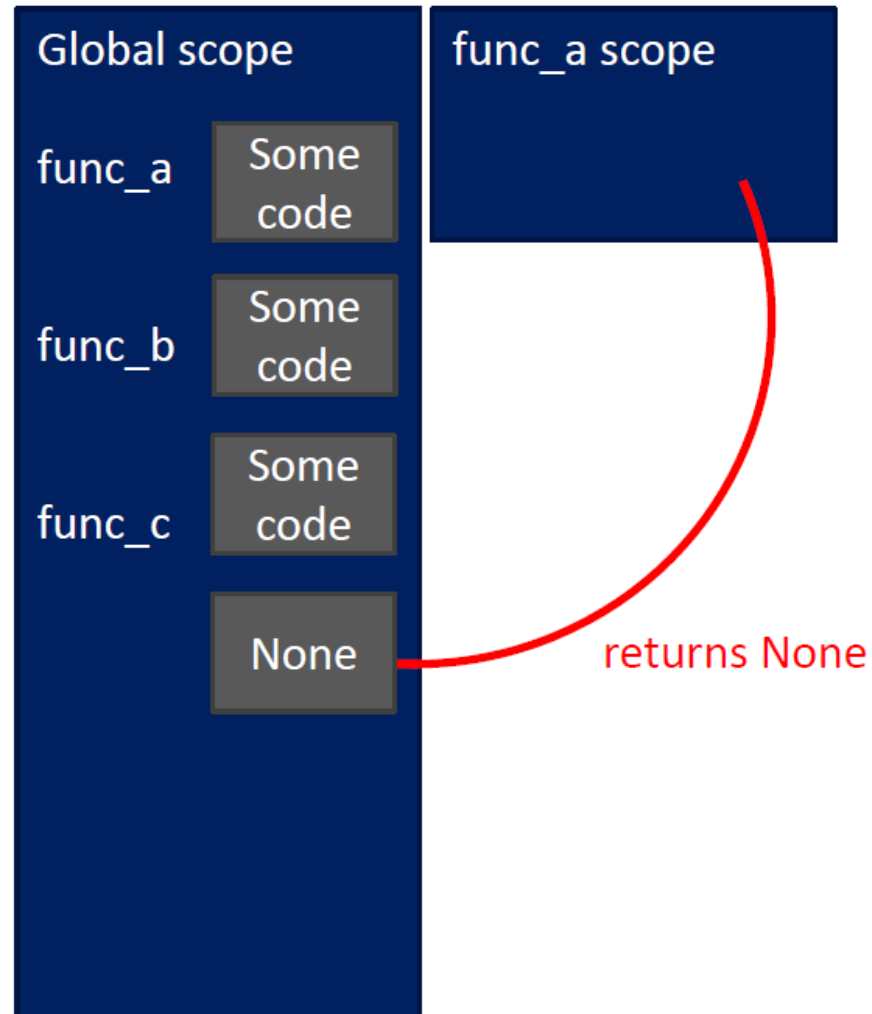 Global scope
func_a scope
func_a
Some
code
func_b
Some
code
func_c
Some
code
None
returns None